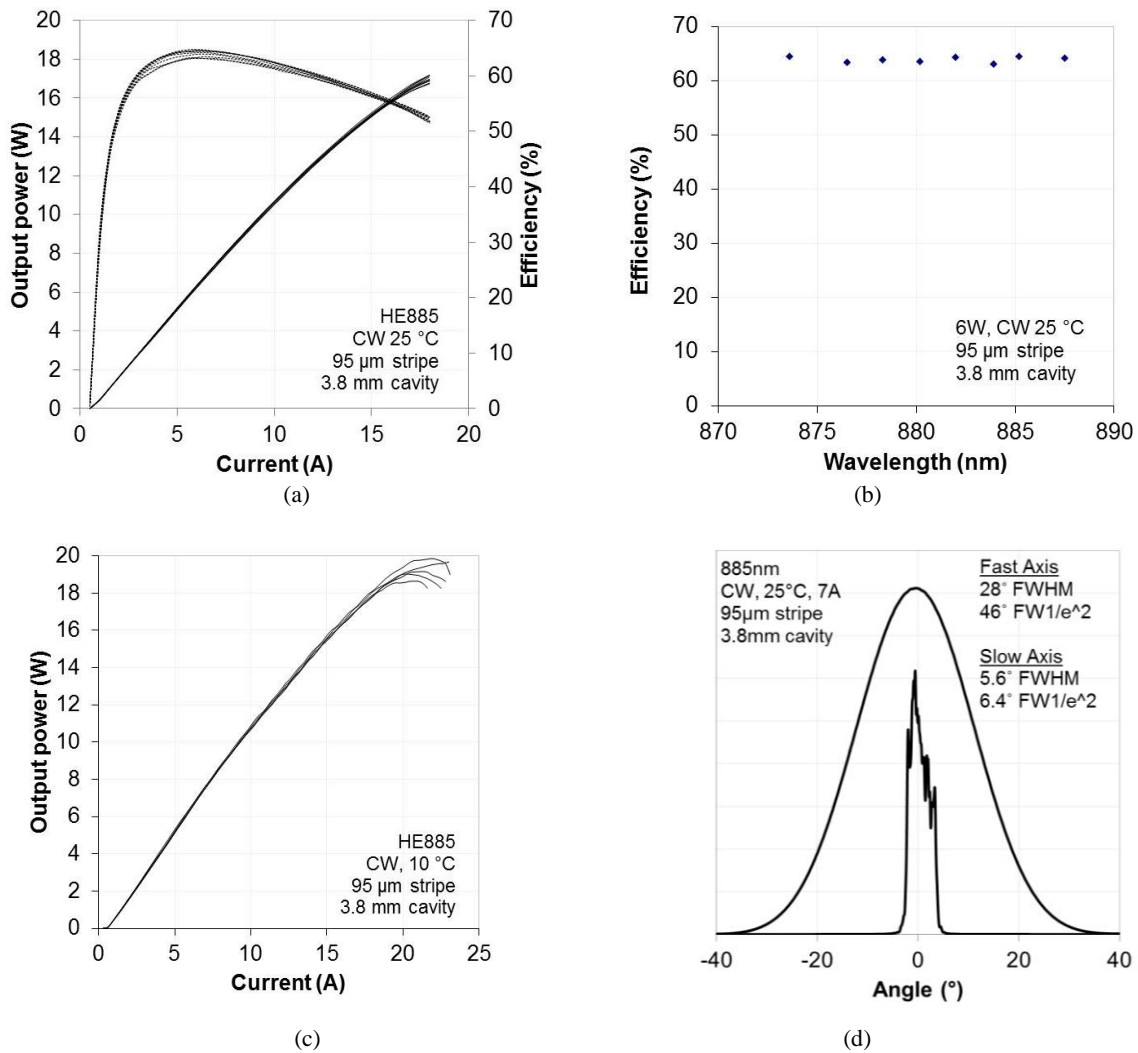 20
18
16
14
12
10
8
6
4
2
0
Output power (W)
70
60
50
40
30
20
10
0
Efficiency (%)
HE885
CW 25 °C
95 µm stripe
3.8 mm cavity
0 5 10 15 20
Current (A)
(a)
70
60
50
40
30
20
10
0
Efficiency (%)
6W, CW 25 °C
95 µm stripe
3.8 mm cavity
870 875 880 885 890
Wavelength (nm)
(b)
20
18
16
14
12
10
8
6
4
2
0
Output power (W)
HE885
CW, 10 °C
95 µm stripe
3.8 mm cavity
0 5 10 15 20 25
Current (A)
(c)
885nm
CW, 25°C, 7A
95µm stripe
3.8mm cavity
Fast Axis
28° FWHM
46° FW1/e^2
Slow Axis
5.6° FWHM
6.4° FW1/e^2
-40 -20 0 20 40
Angle (°)
(d)